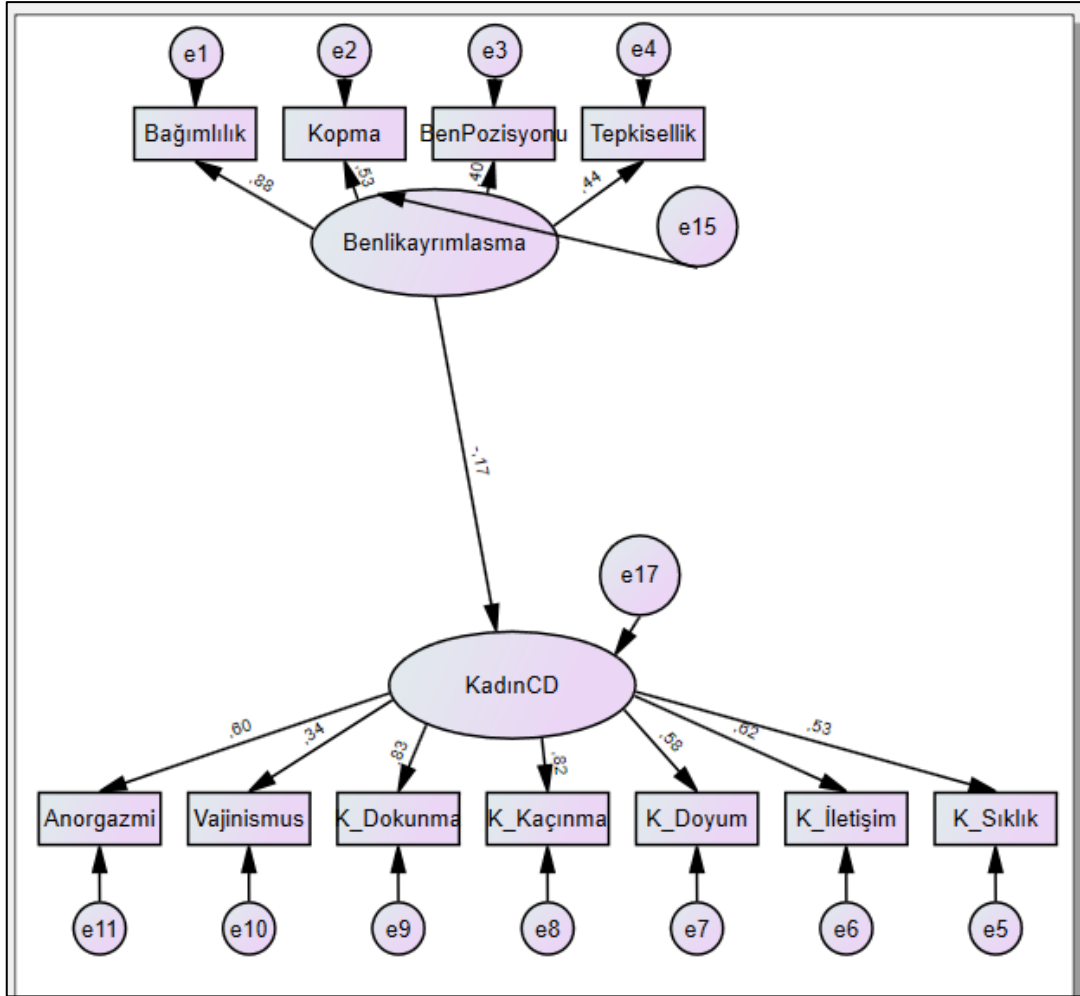 e1
e2
e3
e4
Bağımlılık
Kopma
BenPozisyonu
Tepkisellik
,88
,53
,40
,44
e15
Benlikayrımlasma
-,17
e17
KadınCD
,60
,34
,83
,82
,58
,62
,53
Anorgazmi
Vajinismus
K_Dokunma
K_Kaçınma
K_Doyum
K_İletişim
K_Sıklık
e11
e10
e9
e8
e7
e6
e5